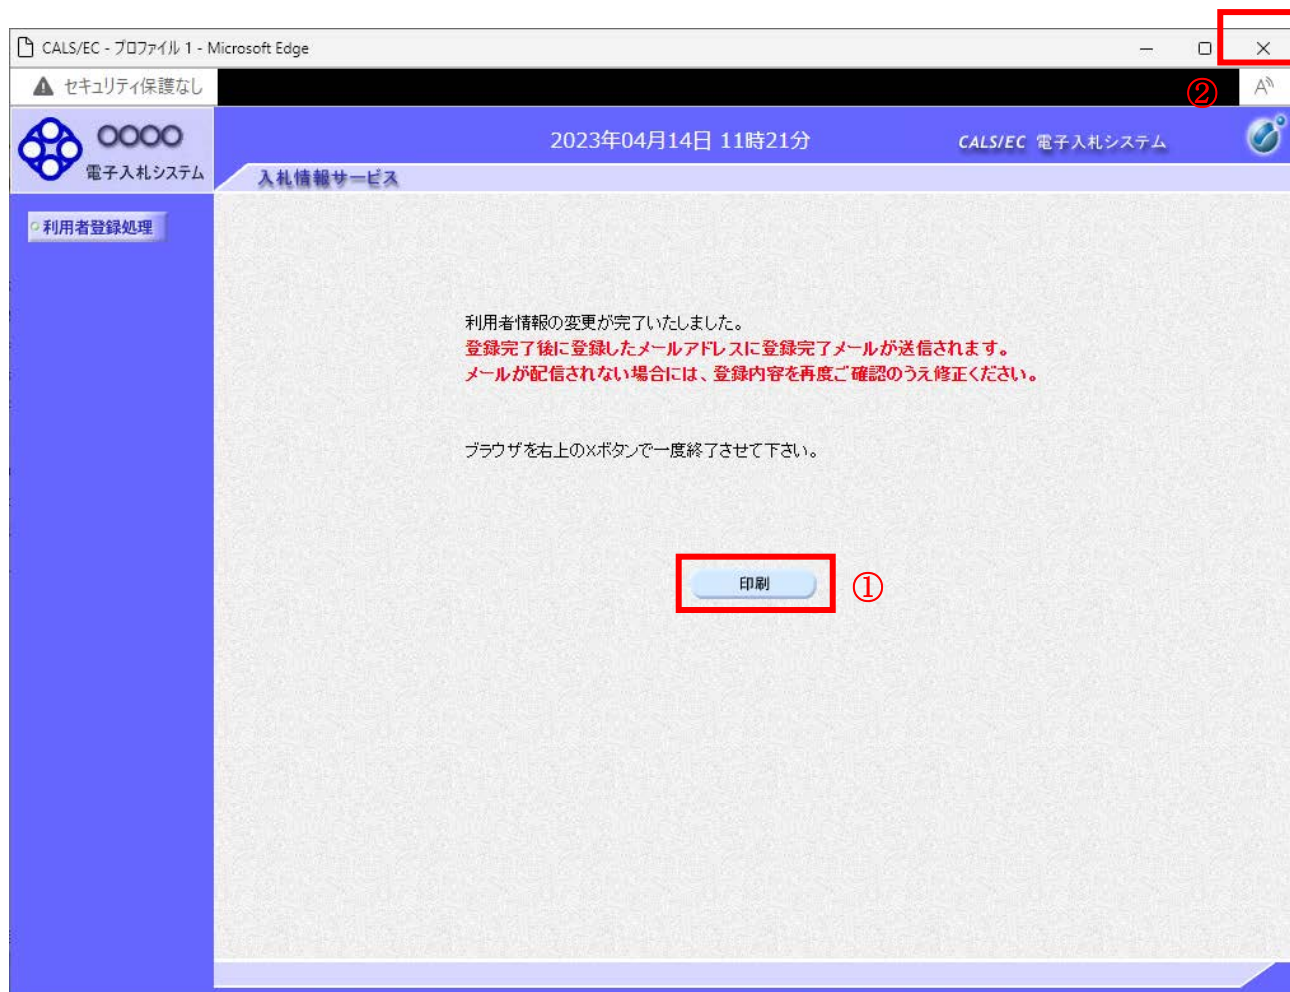 CALS/EC - プロファイル 1 - Microsoft Edge
セキュリティ保護なし
②
A
〇〇〇〇
電子入札システム
2023年04月14日 11時21分
CALS/EC 電子入札システム
入札情報サービス
利用者登録処理
利用者情報の変更が完了いたしました。
登録完了後に登録したメールアドレスに登録完了メールが送信されます。
メールが配信されない場合には、登録内容を再度ご確認のうえ修正ください。
ブラウザを右上の×ボタンで一度終了させて下さい。
印刷 ①